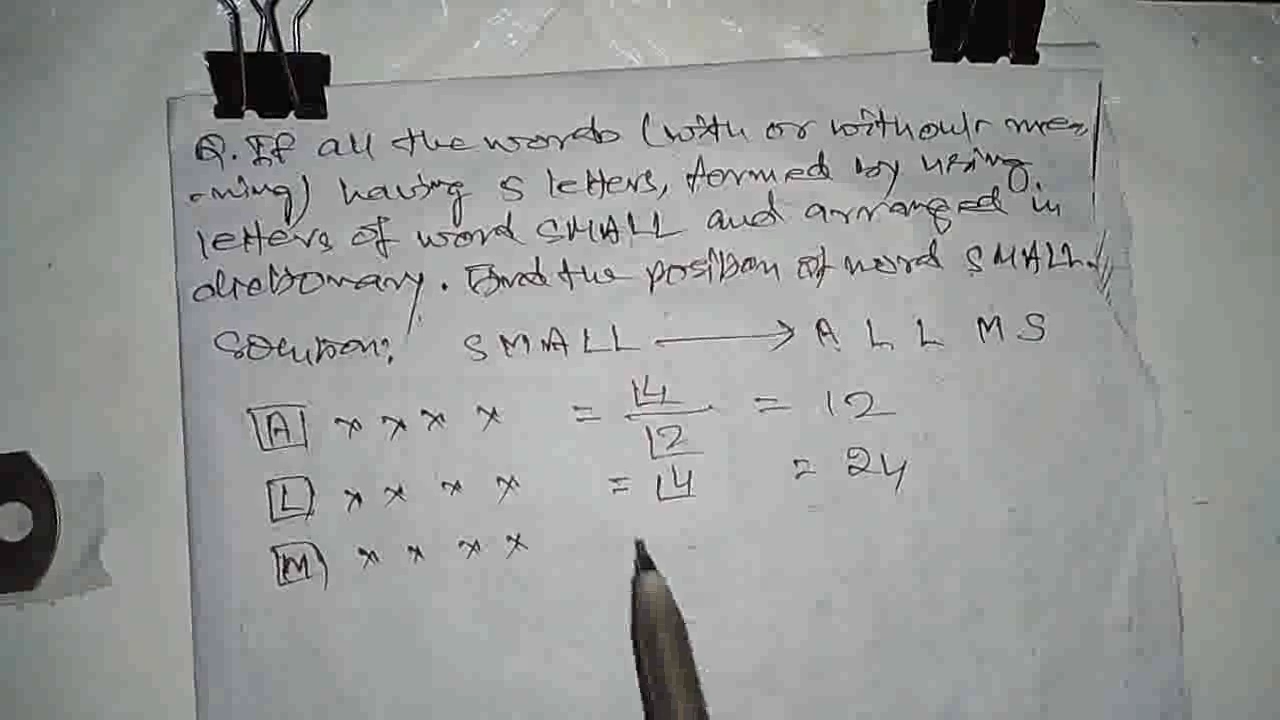 Q. If all the words (with or without mea
-ning) having 5 letters, formed by using
letters of word SMALL and arranged in
dictionary. Find the position of word SMALL.
Solution: SMALL → A L L M S
A × × × × = ⌊4 / ⌊2 = 12
L × × × × = ⌊4 = 24
M × × × ×